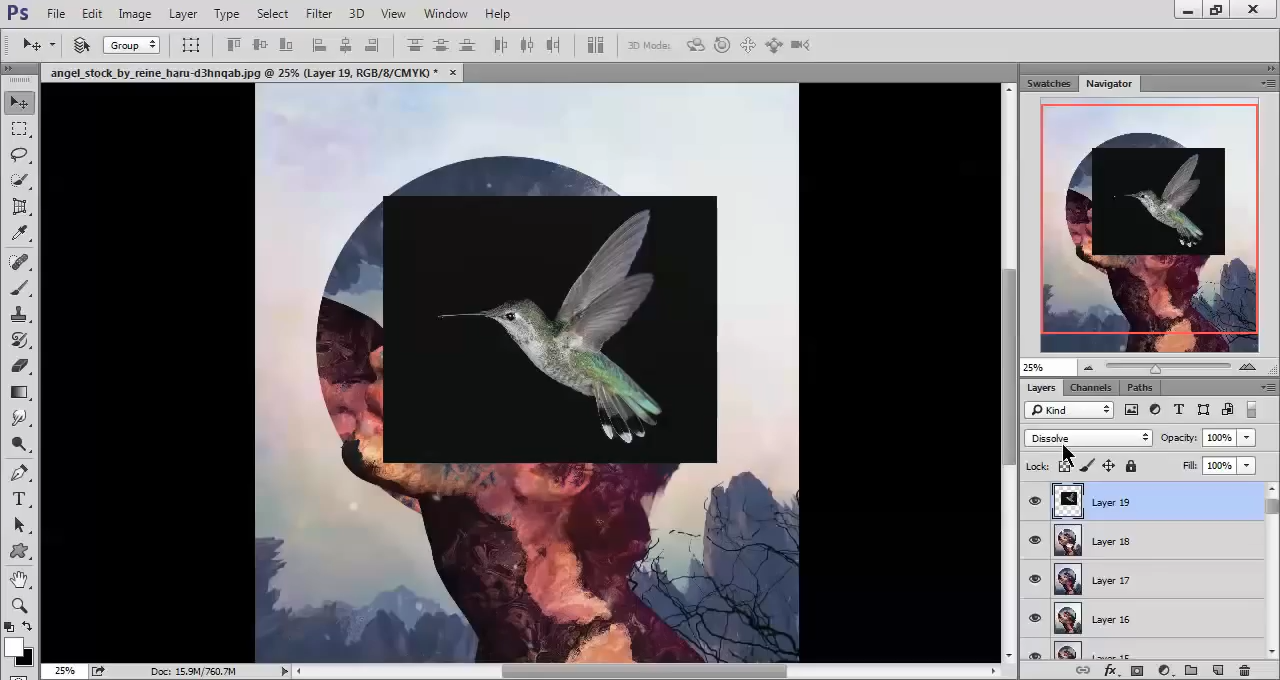 Ps File Edit Image Layer Type Select Filter 3D View Window Help
Group 3D Mode:
angel_stock_by_reine_haru-d3hnqab.jpg @ 25% (Layer 19, RGB/8/CMYK) * ×
Swatches Navigator
25%
Layers Channels Paths
Kind
Dissolve Opacity: 100%
Lock: Fill: 100%
Layer 19
Layer 18
Layer 17
Layer 16
Layer 15
25% Doc: 15.9M/760.7M
fx